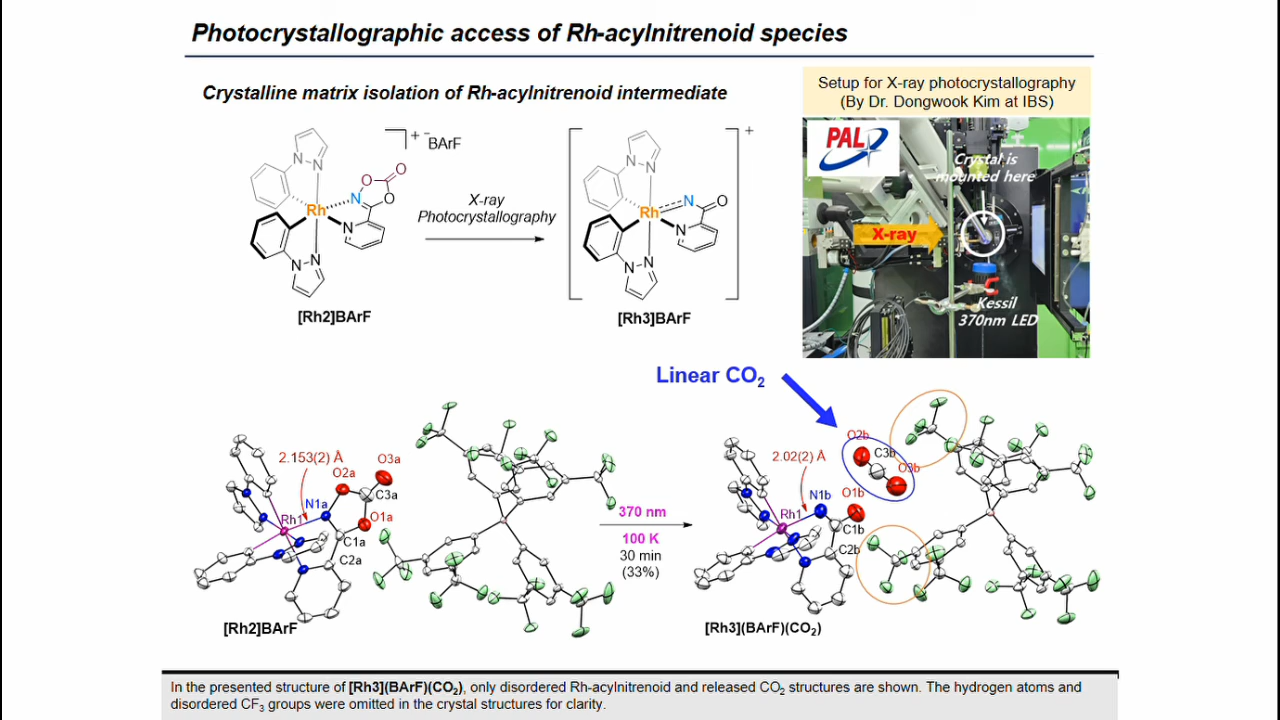 Photocrystallographic access of Rh-acylnitrenoid species
Crystalline matrix isolation of Rh-acylnitrenoid intermediate
Setup for X-ray photocrystallography
(By Dr. Dongwook Kim at IBS)
N
N
Rh
N
O
O
O
N
N
N
+ -BArF
[Rh2]BArF
X-ray
Photocrystallography
N
N
Rh
N
O
N
N
N
+
[Rh3]BArF
PAL
Crystal is
mounted here
X-ray
Kessil
370nm LED
Linear CO2
2.153(2) Å
O2a
O3a
N1a
C3a
Rh1
O1a
C1a
C2a
[Rh2]BArF
370 nm
100 K
30 min
(33%)
2.02(2) Å
O2b
C3b
O3b
N1b
O1b
Rh1
C1b
C2b
[Rh3](BArF)(CO2)
In the presented structure of [Rh3](BArF)(CO2), only disordered Rh-acylnitrenoid and released CO2 structures are shown. The hydrogen atoms and
disordered CF3 groups were omitted in the crystal structures for clarity.